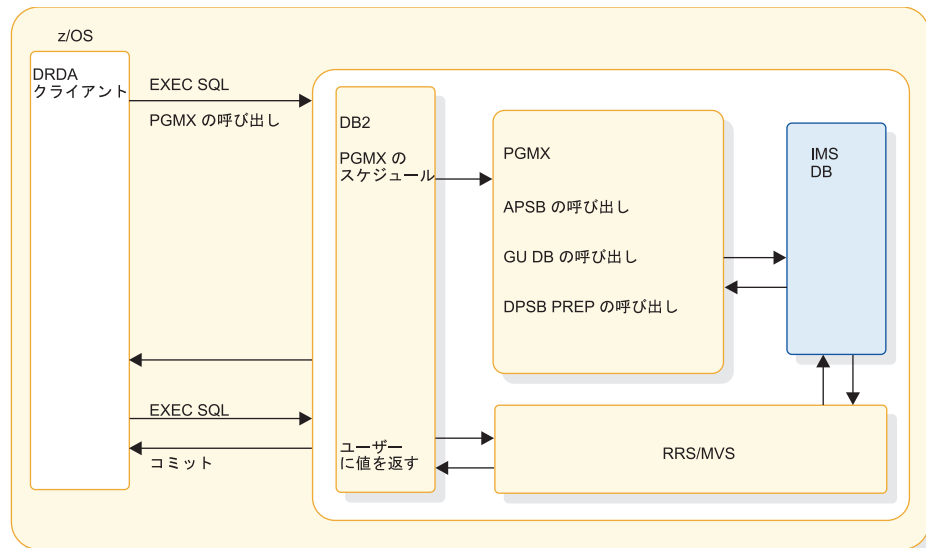 z/OS
DRDA
クライアント
EXEC SQL
PGMX の呼び出し
DB2
PGMX の
スケジュール
PGMX
APSB の呼び出し
GU DB の呼び出し
DPSB PREP の呼び出し
IMS
DB
EXEC SQL
コミット
ユーザー
に値を返す
RRS/MVS